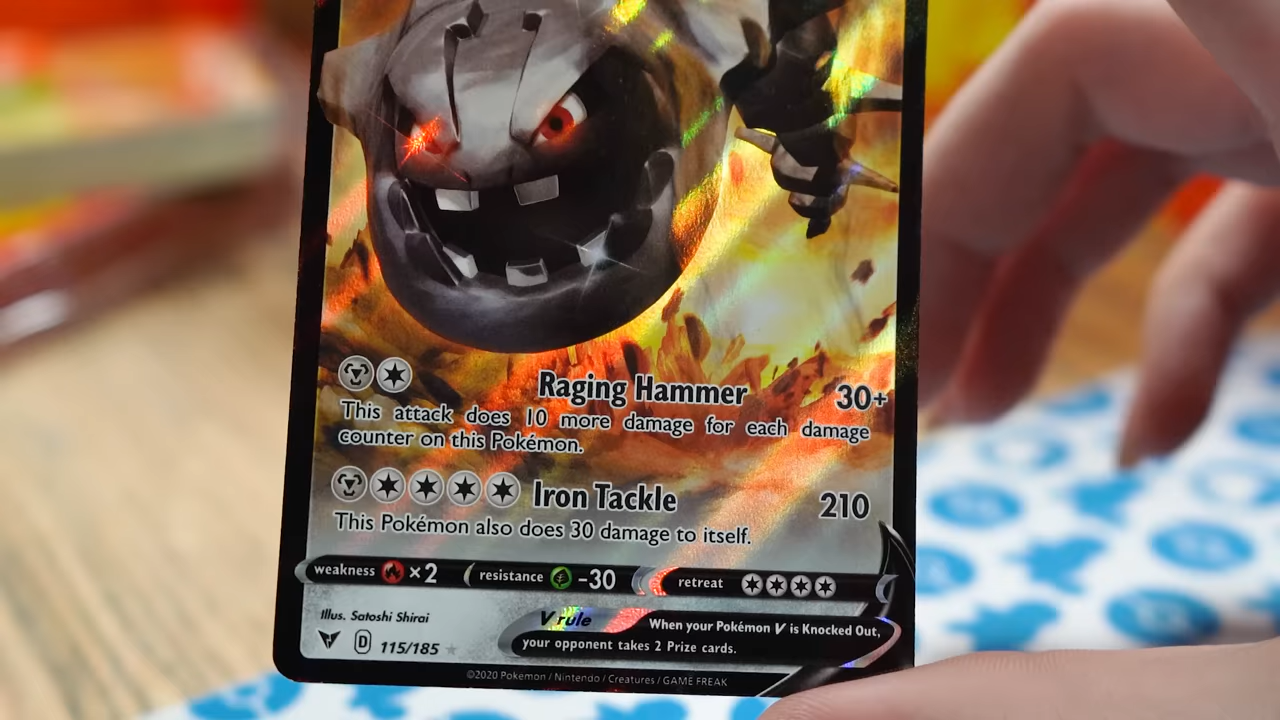 Raging Hammer 30+
This attack does 10 more damage for each damage
counter on this Pokémon.
Iron Tackle 210
This Pokémon also does 30 damage to itself.
weakness ×2 resistance -30 retreat
Illus. Satoshi Shirai
V rule When your Pokémon V is Knocked Out,
your opponent takes 2 Prize cards.
D 115/185
©2020 Pokémon / Nintendo / Creatures / GAME FREAK